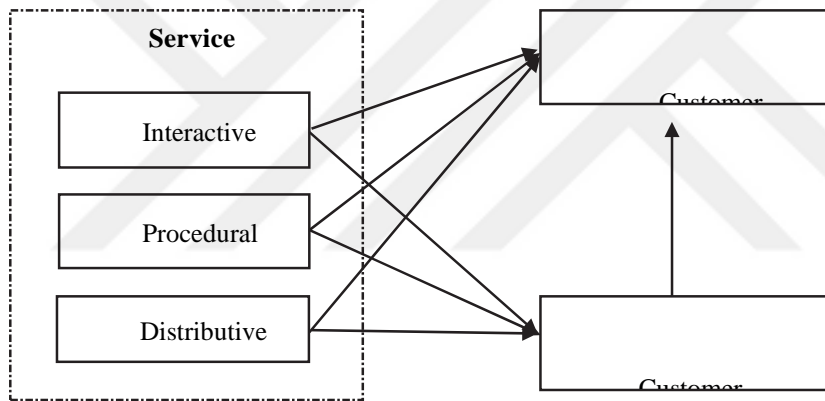 Service
Interactive
Customer
Procedural
Distributive
Customer